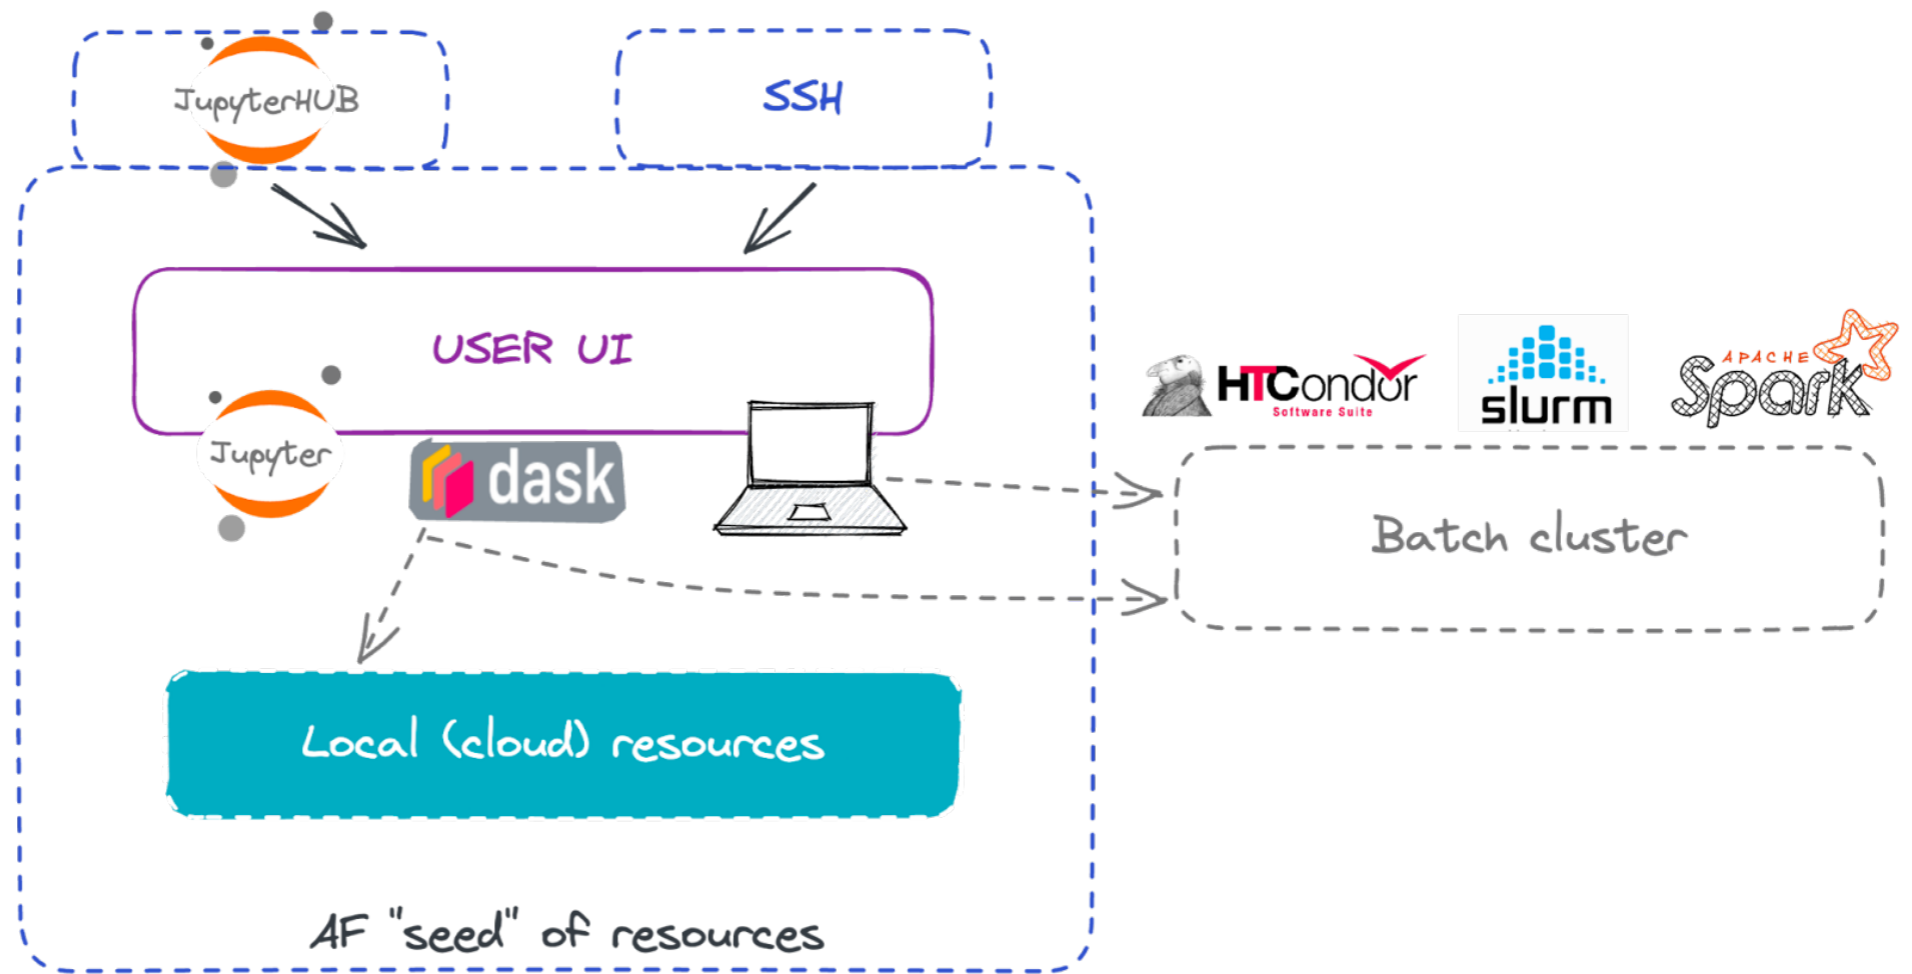 JupyterHUB
SSH
USER UI
Jupyter
dask
HTCondor
Software Suite
slurm
APACHE
Spark
Batch cluster
Local (cloud) resources
AF "seed" of resources